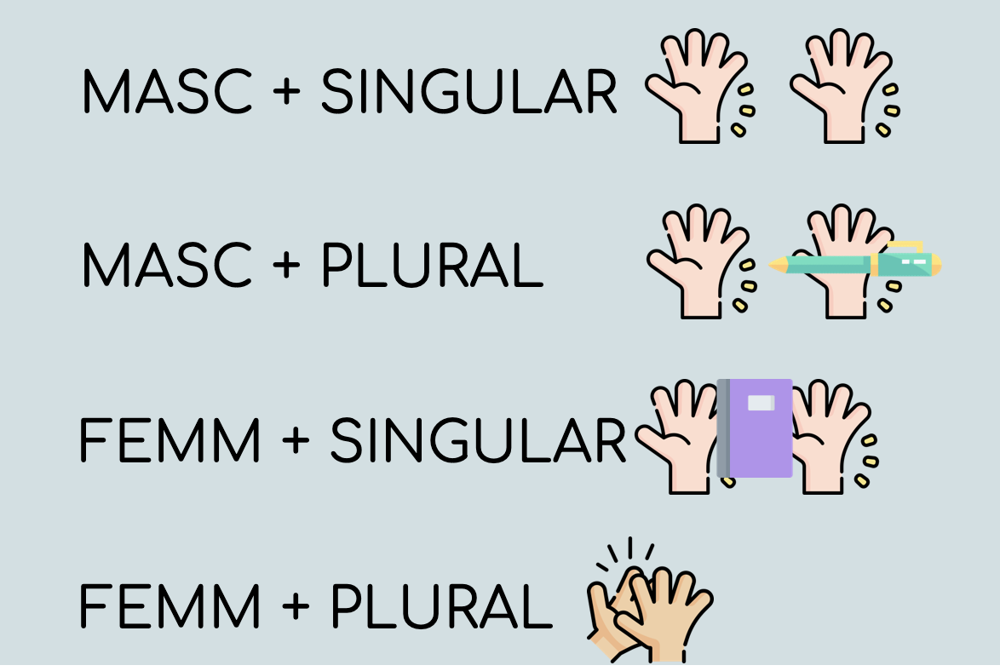 MASC + SINGULAR
MASC + PLURAL
FEMM + SINGULAR
FEMM + PLURAL